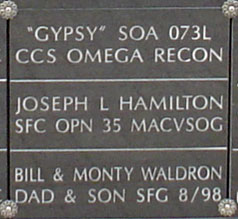 "GYPSY" SOA 073L
CCS OMEGA RECON
JOSEPH L HAMILTON
SFC OPN 35 MACVSOG
BILL & MONTY WALDRON
DAD & SON SFG 8/98